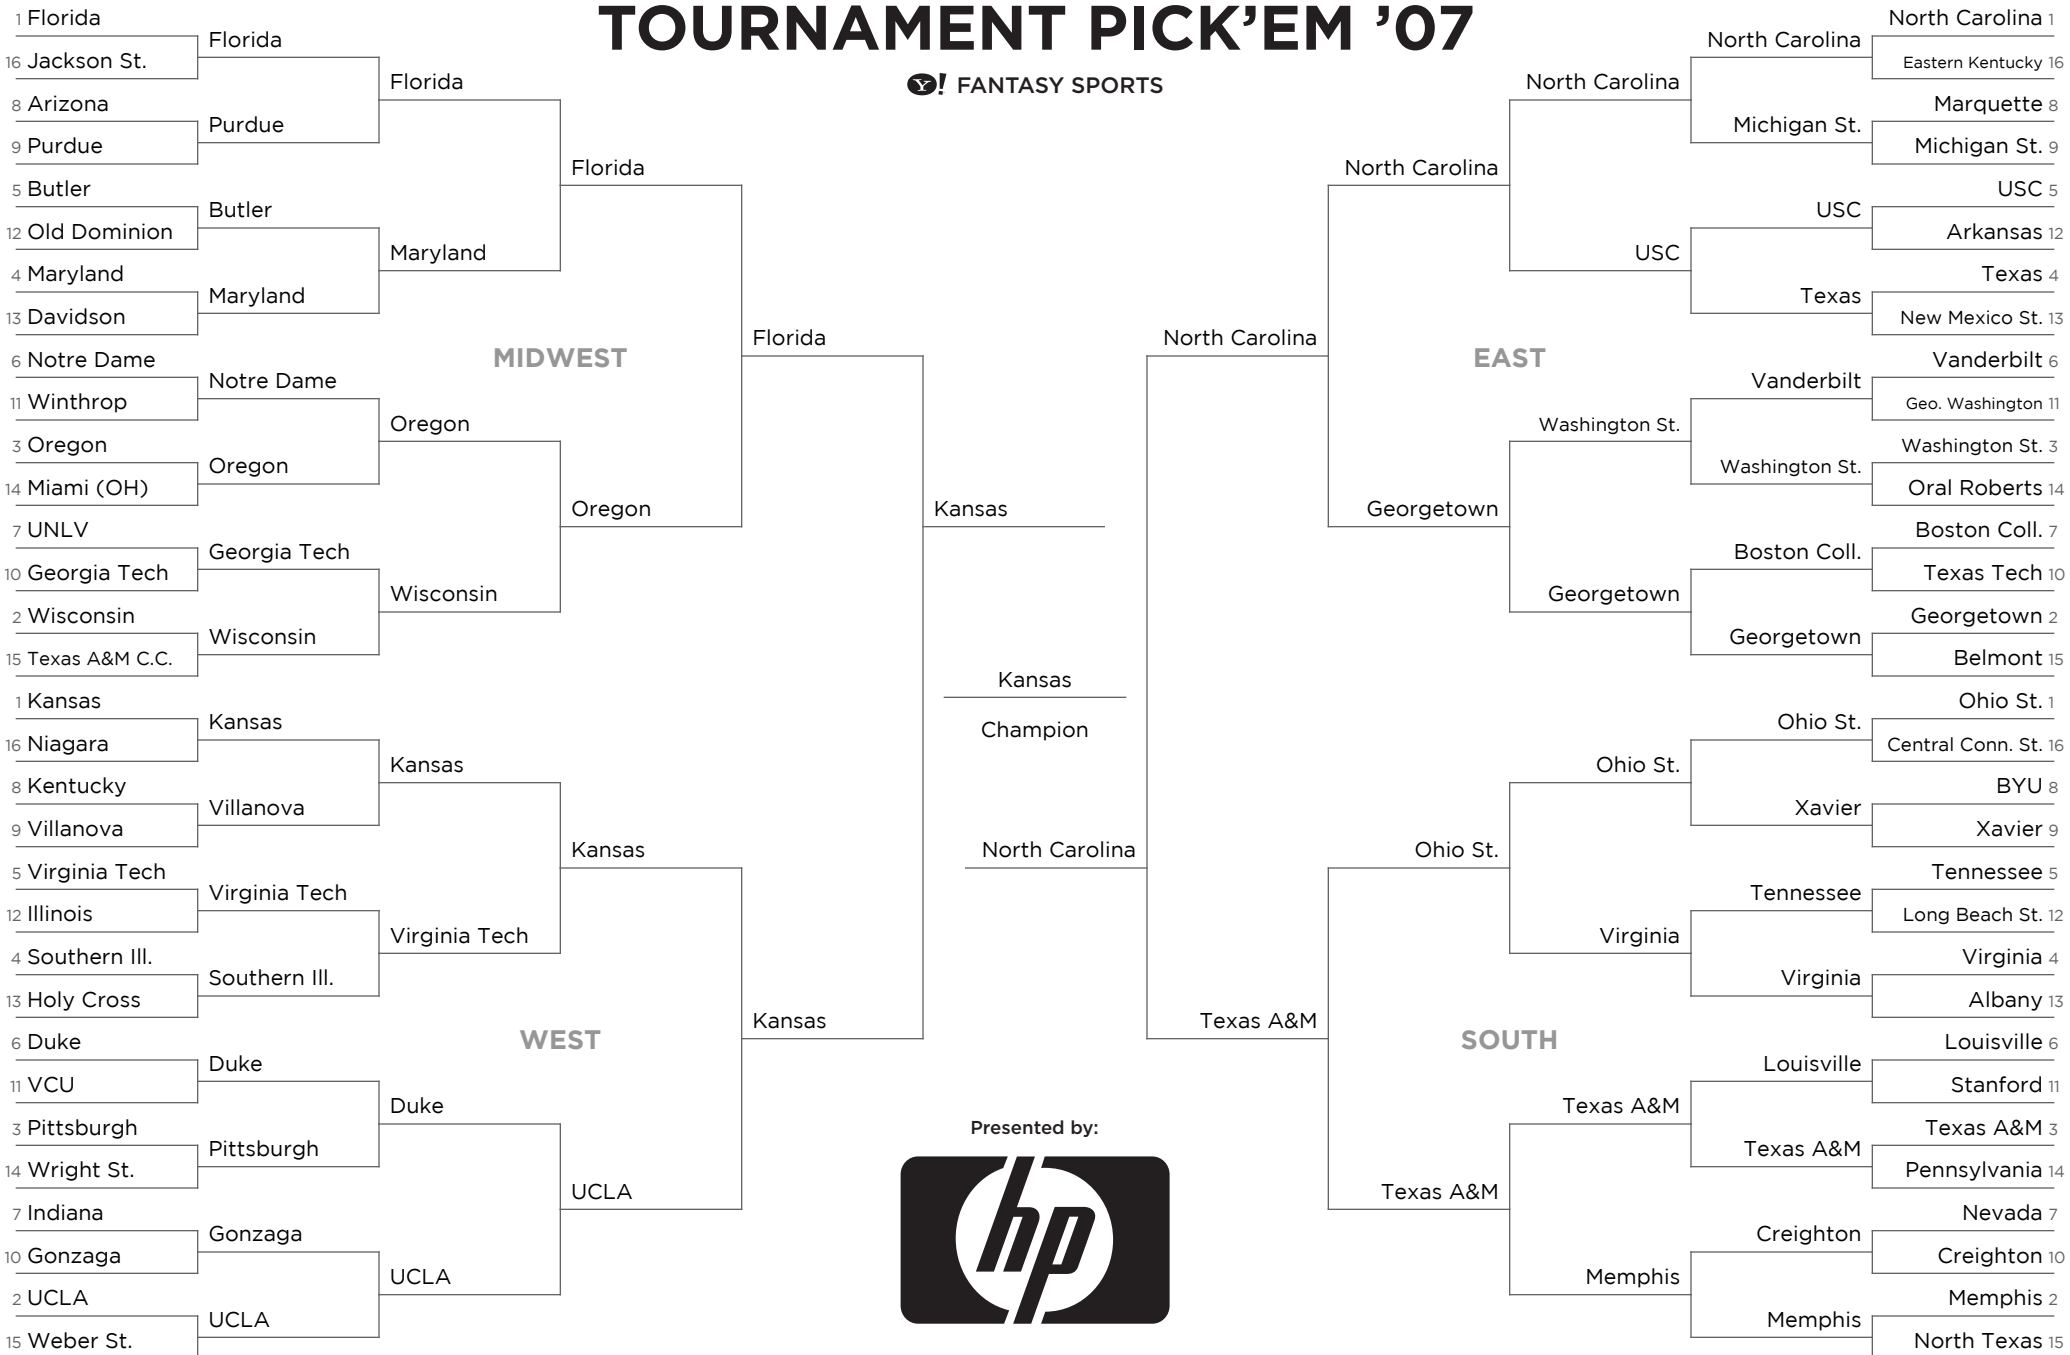 TOURNAMENT PICK'EM '07
Y! FANTASY SPORTS
1 Florida
16 Jackson St.
8 Arizona
9 Purdue
5 Butler
12 Old Dominion
4 Maryland
13 Davidson
6 Notre Dame
11 Winthrop
3 Oregon
14 Miami (OH)
7 UNLV
10 Georgia Tech
2 Wisconsin
15 Texas A&M C.C.
Florida
Purdue
Butler
Maryland
Notre Dame
Oregon
Georgia Tech
Wisconsin
Florida
Maryland
Oregon
Wisconsin
Florida
Oregon
Florida
MIDWEST
1 Kansas
16 Niagara
8 Kentucky
9 Villanova
5 Virginia Tech
12 Illinois
4 Southern Ill.
13 Holy Cross
6 Duke
11 VCU
3 Pittsburgh
14 Wright St.
7 Indiana
10 Gonzaga
2 UCLA
15 Weber St.
Kansas
Villanova
Virginia Tech
Southern Ill.
Duke
Pittsburgh
Gonzaga
UCLA
Kansas
Virginia Tech
Duke
UCLA
Kansas
UCLA
Kansas
WEST
Kansas
Kansas
Champion
North Carolina
Presented by:
hp
North Carolina 1
Eastern Kentucky 16
Marquette 8
Michigan St. 9
USC 5
Arkansas 12
Texas 4
New Mexico St. 13
Vanderbilt 6
Geo. Washington 11
Washington St. 3
Oral Roberts 14
Boston Coll. 7
Texas Tech 10
Georgetown 2
Belmont 15
North Carolina
Michigan St.
USC
Texas
Vanderbilt
Washington St.
Boston Coll.
Georgetown
North Carolina
USC
Washington St.
Georgetown
North Carolina
Georgetown
North Carolina
EAST
Ohio St. 1
Central Conn. St. 16
BYU 8
Xavier 9
Tennessee 5
Long Beach St. 12
Virginia 4
Albany 13
Louisville 6
Stanford 11
Texas A&M 3
Pennsylvania 14
Nevada 7
Creighton 10
Memphis 2
North Texas 15
Ohio St.
Xavier
Tennessee
Virginia
Louisville
Texas A&M
Creighton
Memphis
Ohio St.
Virginia
Texas A&M
Memphis
Ohio St.
Texas A&M
Texas A&M
SOUTH